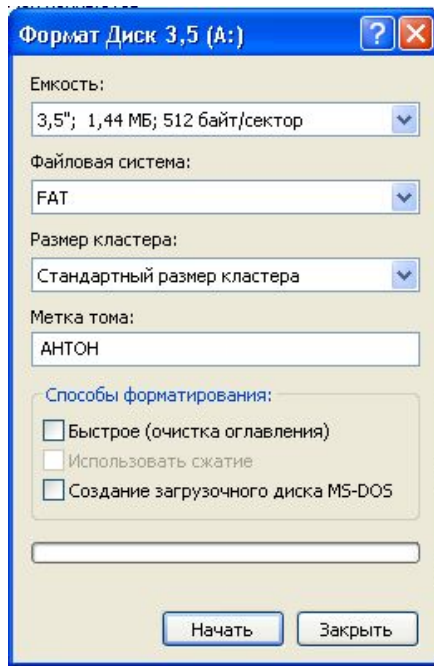 Формат Диск 3,5 (A:)
Емкость:
3,5"; 1,44 МБ; 512 байт/сектор
Файловая система:
FAT
Размер кластера:
Стандартный размер кластера
Метка тома:
АНТОН
Способы форматирования:
Быстрое (очистка оглавления)
Использовать сжатие
Создание загрузочного диска MS-DOS
Начать Закрыть